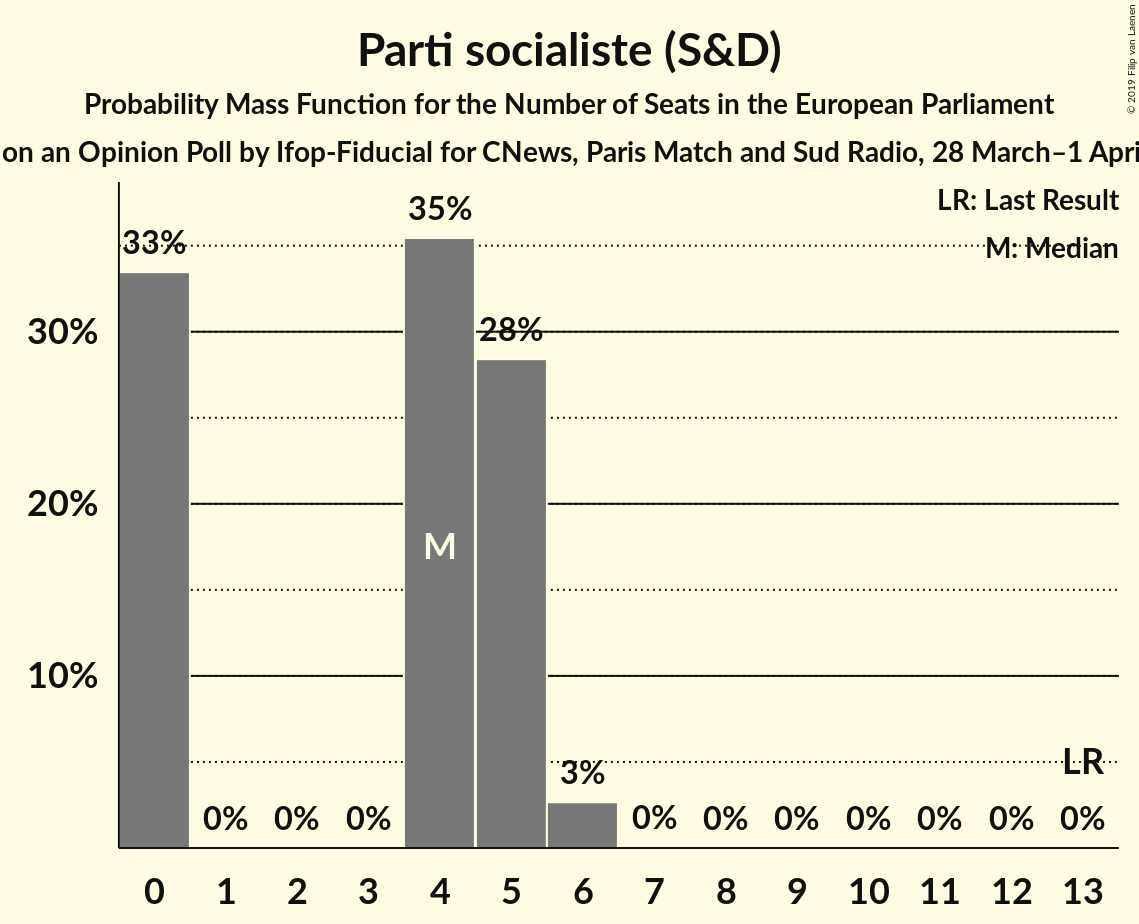 Parti socialiste (S&D)
Probability Mass Function for the Number of Seats in the European Parliament
on an Opinion Poll by Ifop-Fiducial for CNews, Paris Match and Sud Radio, 28 March–1 Apri
© 2019 Filip van Laenen
LR: Last Result
M: Median
33% 35% 28% 3%
30%
20%
10%
M
LR
0% 0% 0% 0% 0% 0% 0% 0% 0% 0%
0 1 2 3 4 5 6 7 8 9 10 11 12 13